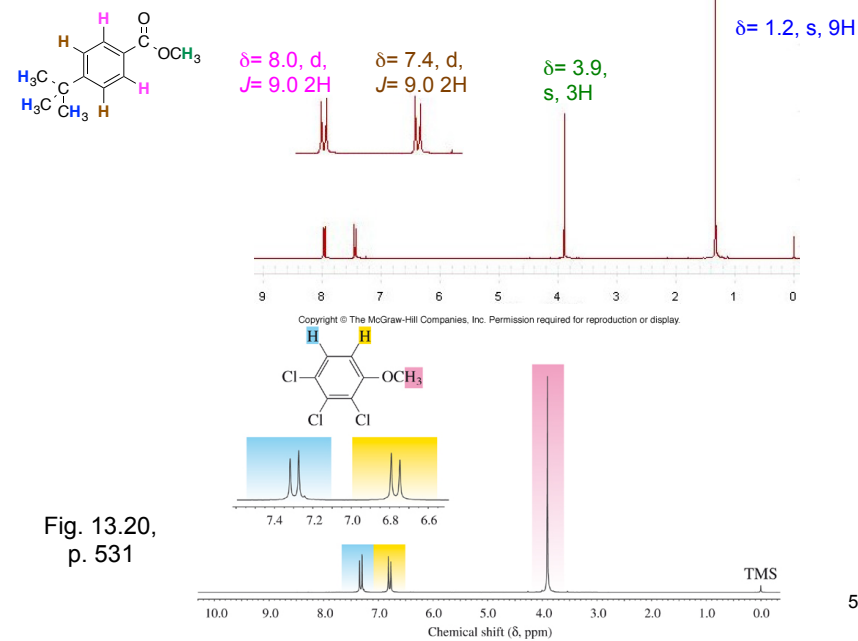 H
O
C
OCH3
H
H3C
C
H
H3C
CH3
H
δ= 8.0, d,
J= 9.0 2H
δ= 7.4, d,
J= 9.0 2H
δ= 3.9,
s, 3H
δ= 1.2, s, 9H
9 8 7 6 5 4 3 2 1 0
Copyright © The McGraw-Hill Companies, Inc. Permission required for reproduction or display.
H H
Cl OCH3
Cl Cl
7.4 7.2 7.0 6.8 6.6
Fig. 13.20,
p. 531
TMS
10.0 9.0 8.0 7.0 6.0 5.0 4.0 3.0 2.0 1.0 0.0
Chemical shift (δ, ppm)
5